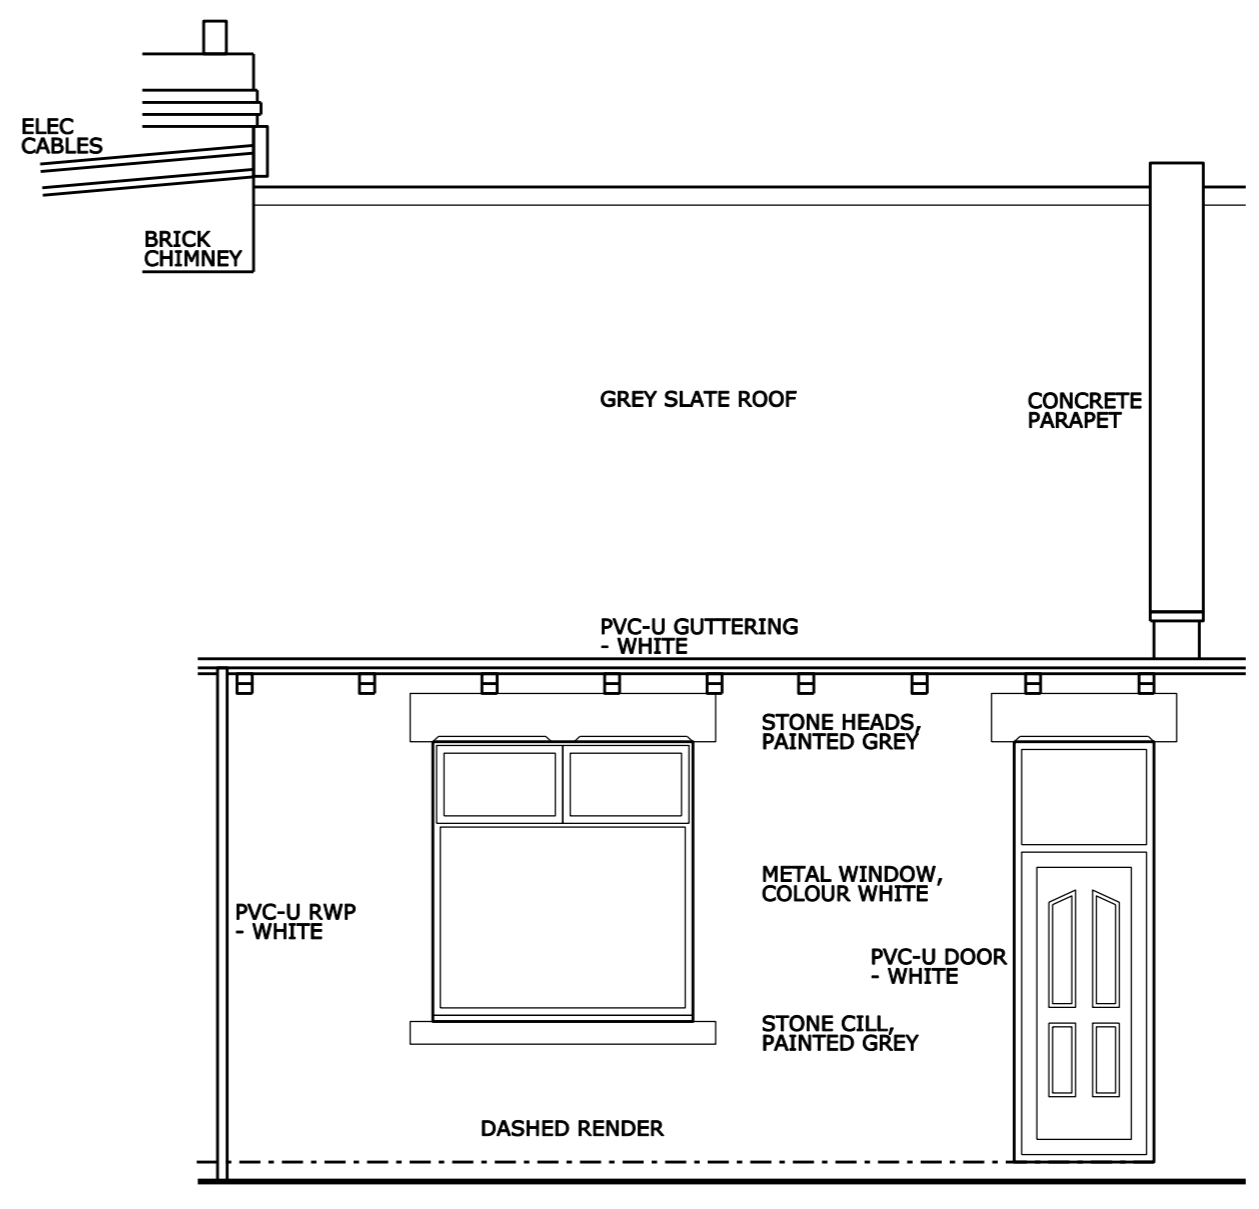 ELEC
CABLES
BRICK
CHIMNEY
GREY SLATE ROOF
CONCRETE
PARAPET
PVC-U GUTTERING
- WHITE
STONE HEADS,
PAINTED GREY
METAL WINDOW,
COLOUR WHITE
PVC-U RWP
- WHITE
PVC-U DOOR
- WHITE
STONE CILL,
PAINTED GREY
DASHED RENDER